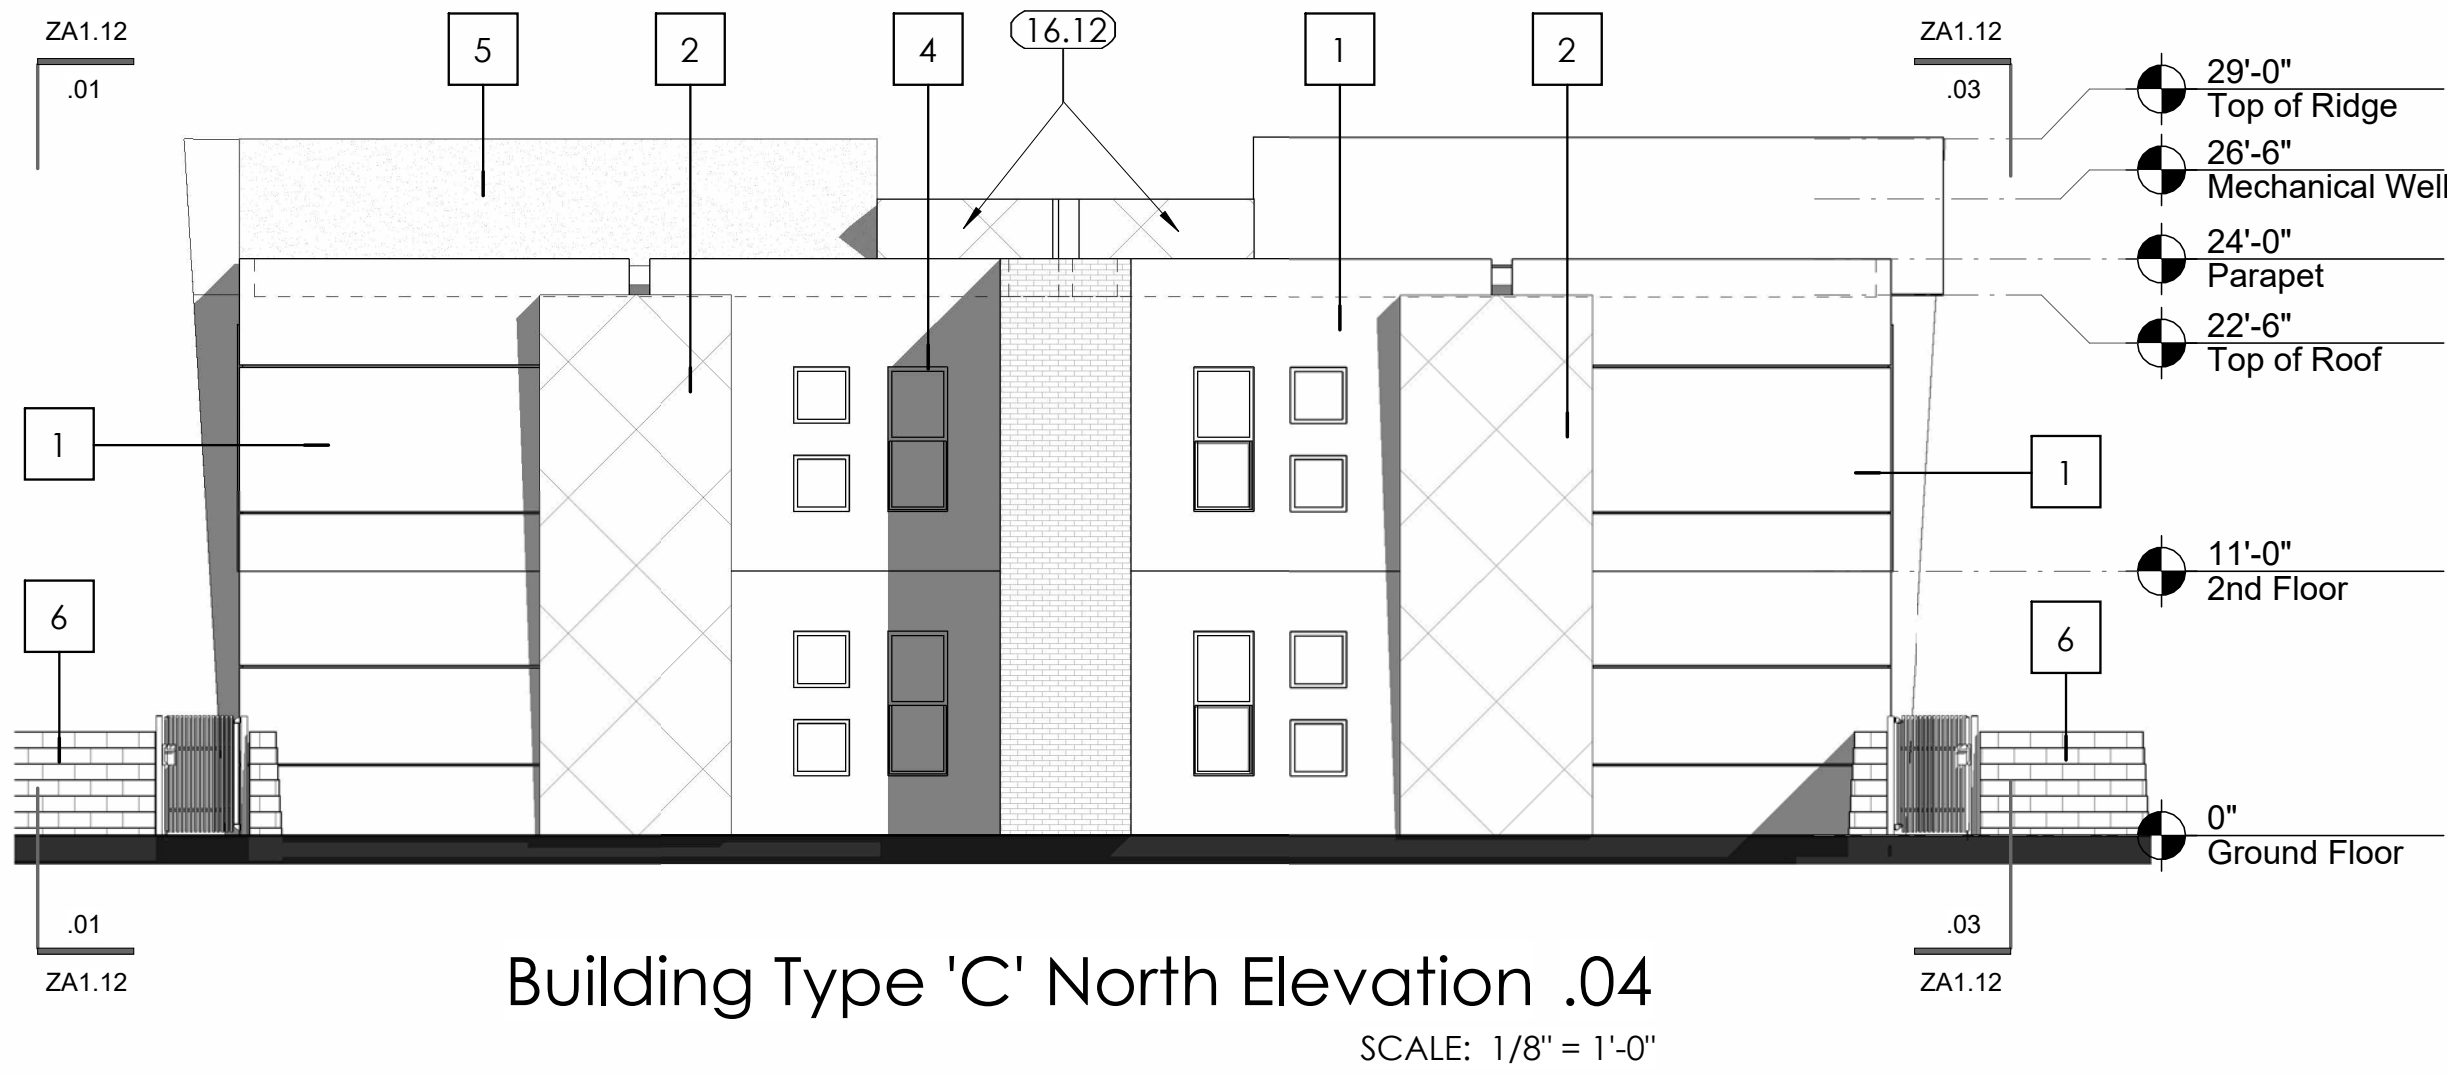 ZA1.12
.01
5
2
4
16.12
1
2
ZA1.12
.03
29'-0"
Top of Ridge
26'-6"
Mechanical Well
24'-0"
Parapet
22'-6"
Top of Roof
1
1
11'-0"
2nd Floor
6
6
0"
Ground Floor
.01
ZA1.12
.03
ZA1.12
Building Type 'C' North Elevation .04
SCALE: 1/8" = 1'-0"